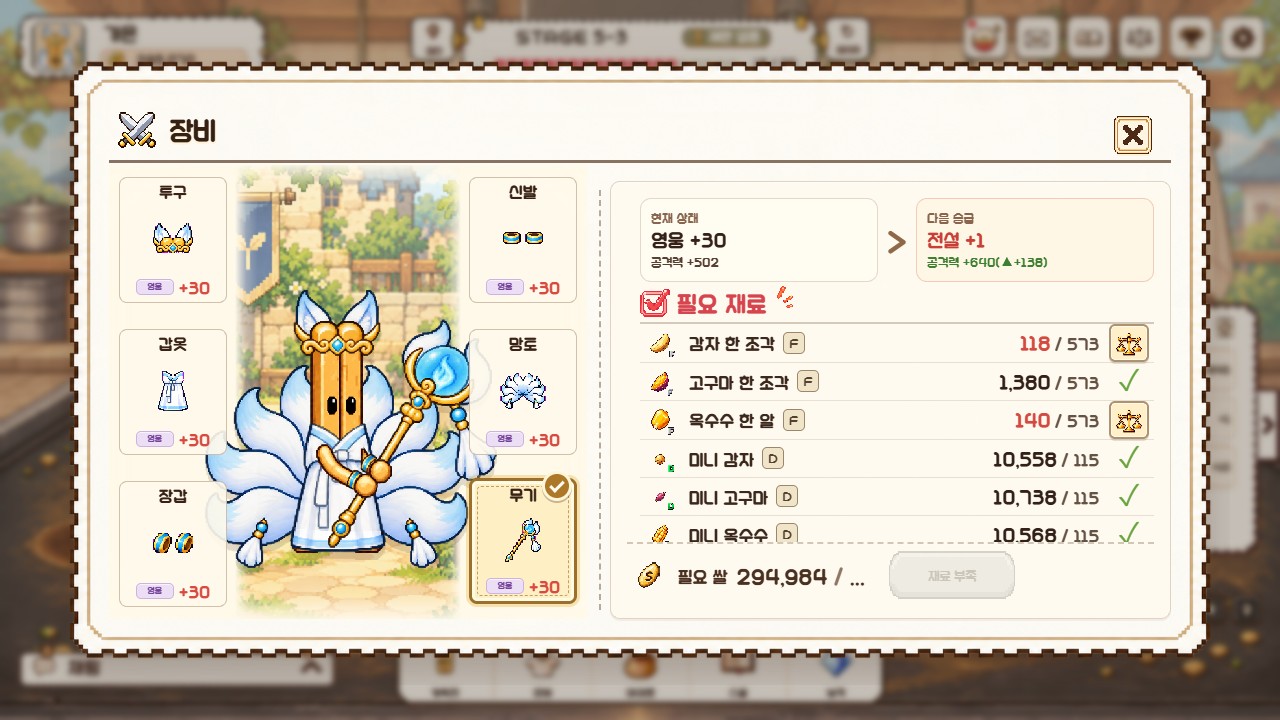 STAGE 5-3
장비
투구
영웅 +30
신발
영웅 +30
갑옷
영웅 +30
망토
영웅 +30
장갑
영웅 +30
무기
영웅 +30
현재 상태
영웅 +30
공격력 +502
다음 승급
전설 +1
공격력 +640(▲+138)
필요 재료
감자 한 조각 F 118 / 573
고구마 한 조각 F 1,380 / 573
옥수수 한 알 F 140 / 573
미니 감자 D 10,558 / 115
미니 고구마 D 10,738 / 115
미니 옥수수 D 10,568 / 115
필요 쌀 294,984 / ...
재료 부족